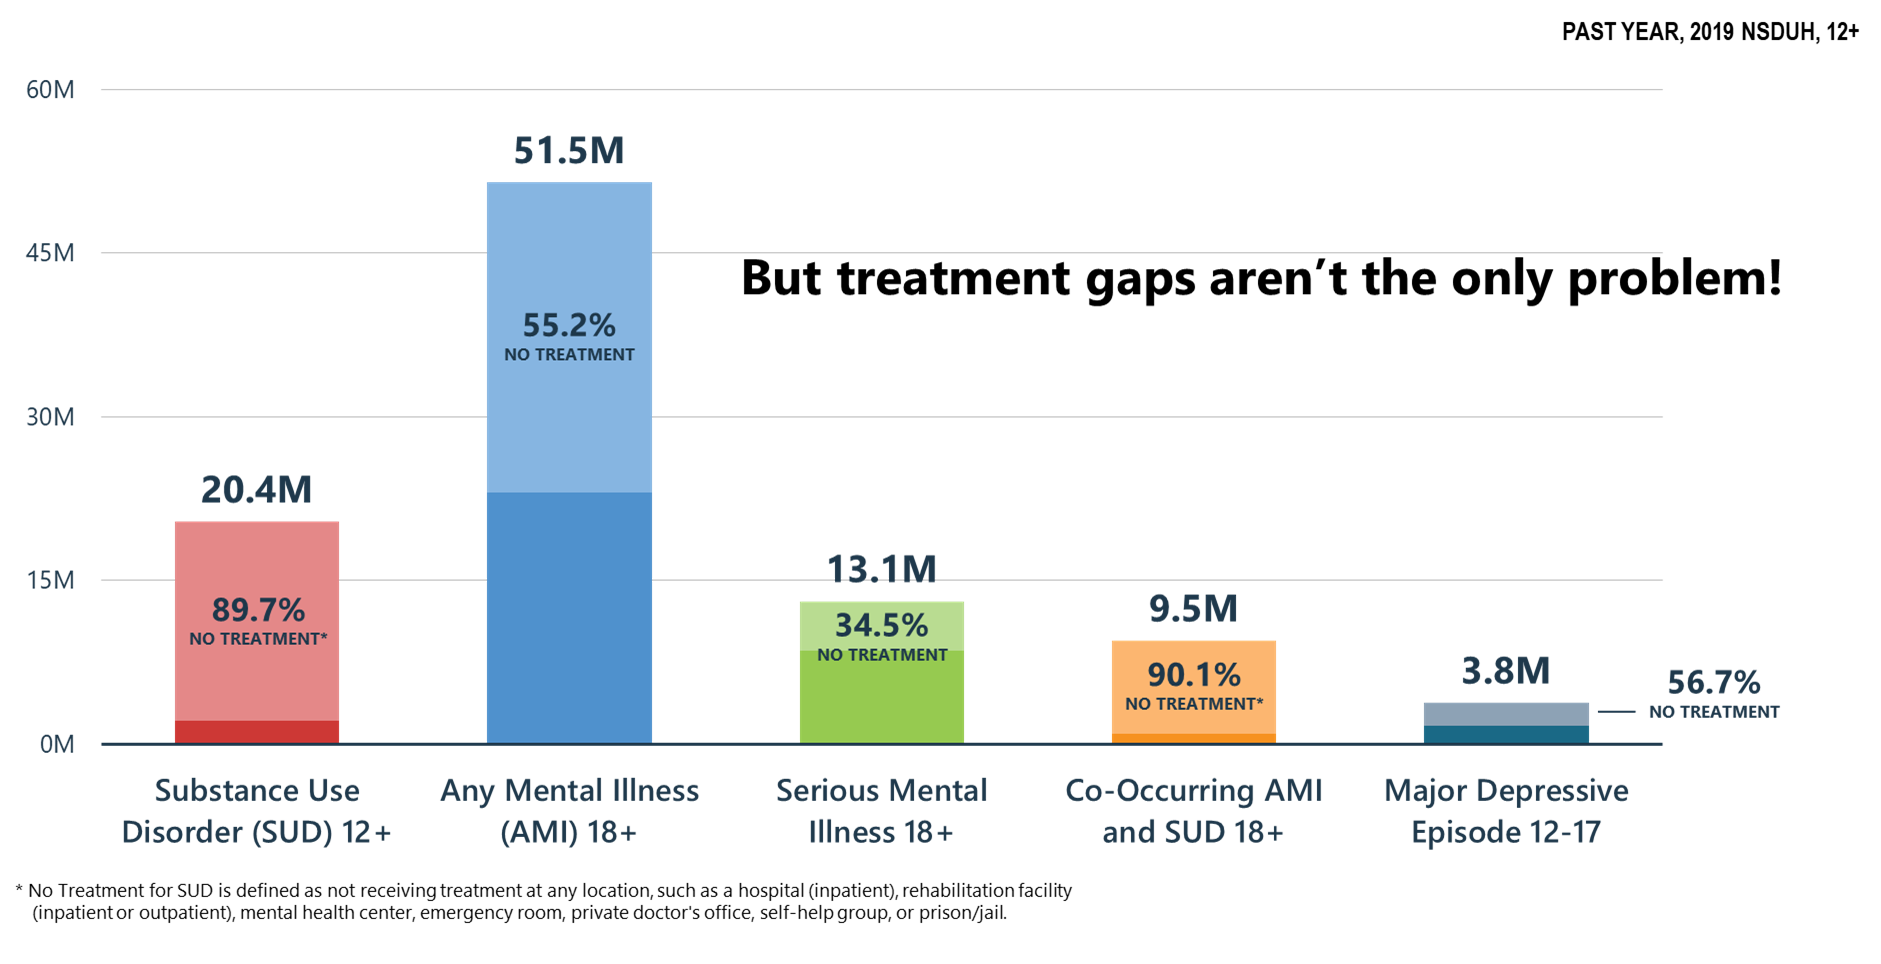 PAST YEAR, 2019 NSDUH, 12+
60M
51.5M
45M
But treatment gaps aren’t the only problem!
55.2%
NO TREATMENT
30M
20.4M
15M
13.1M
9.5M
89.7%
NO TREATMENT*
34.5%
NO TREATMENT
90.1%
NO TREATMENT*
3.8M
56.7%
NO TREATMENT
0M
Substance Use
Disorder (SUD) 12+
Any Mental Illness
(AMI) 18+
Serious Mental
Illness 18+
Co-Occurring AMI
and SUD 18+
Major Depressive
Episode 12-17
* No Treatment for SUD is defined as not receiving treatment at any location, such as a hospital (inpatient), rehabilitation facility
(inpatient or outpatient), mental health center, emergency room, private doctor's office, self-help group, or prison/jail.